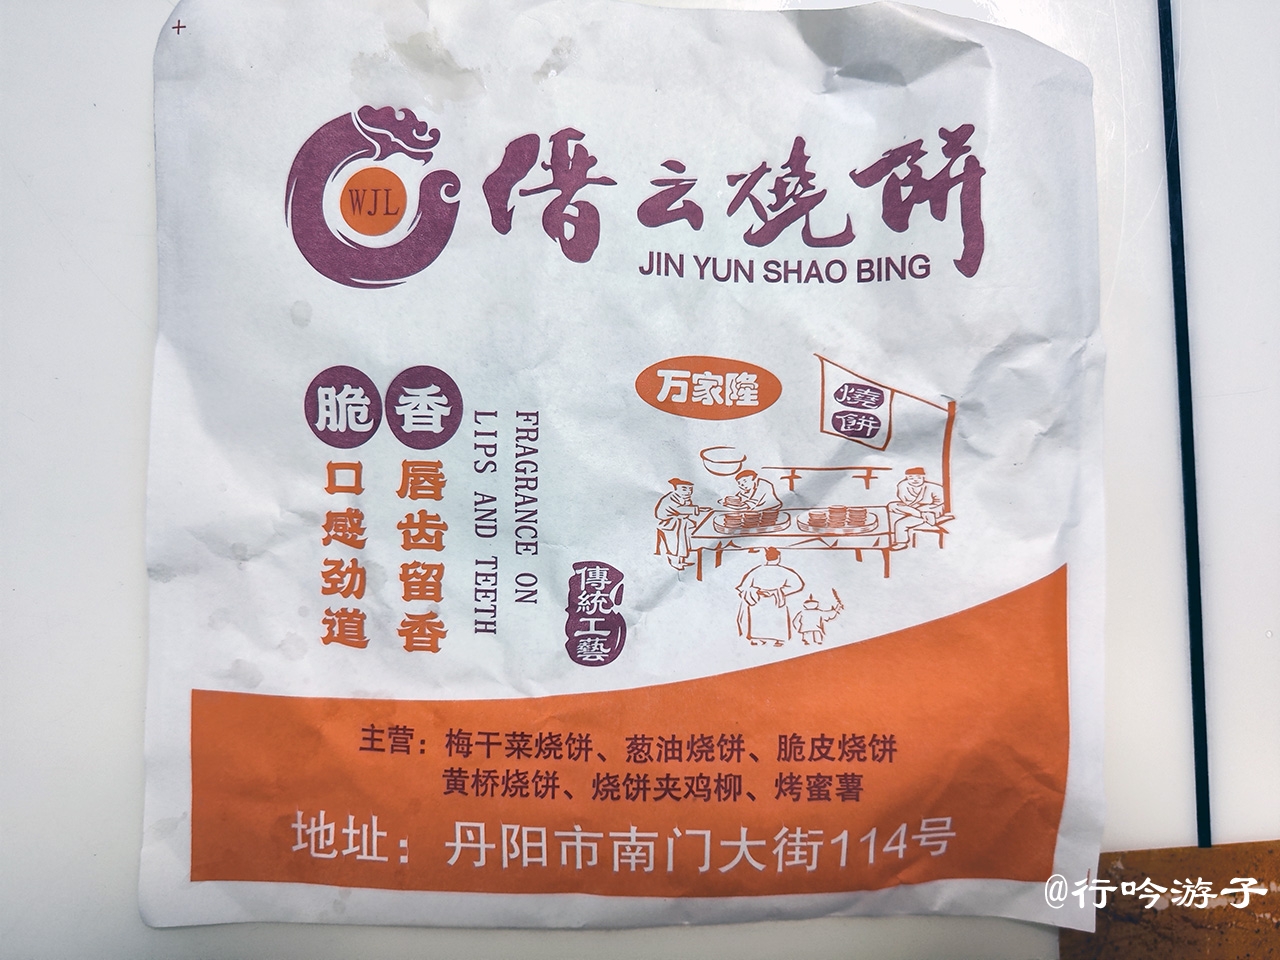 WJL
缙云燒餅
JIN YUN SHAO BING
香 唇齿留香
脆 口感劲道
FRAGRANCE ON
LIPS AND TEETH
傳統工藝
万家隆
燒餅
主营：梅干菜烧饼、葱油烧饼、脆皮烧饼
黄桥烧饼、烧饼夹鸡柳、烤蜜薯
地址：丹阳市南门大街114号
@行吟游子